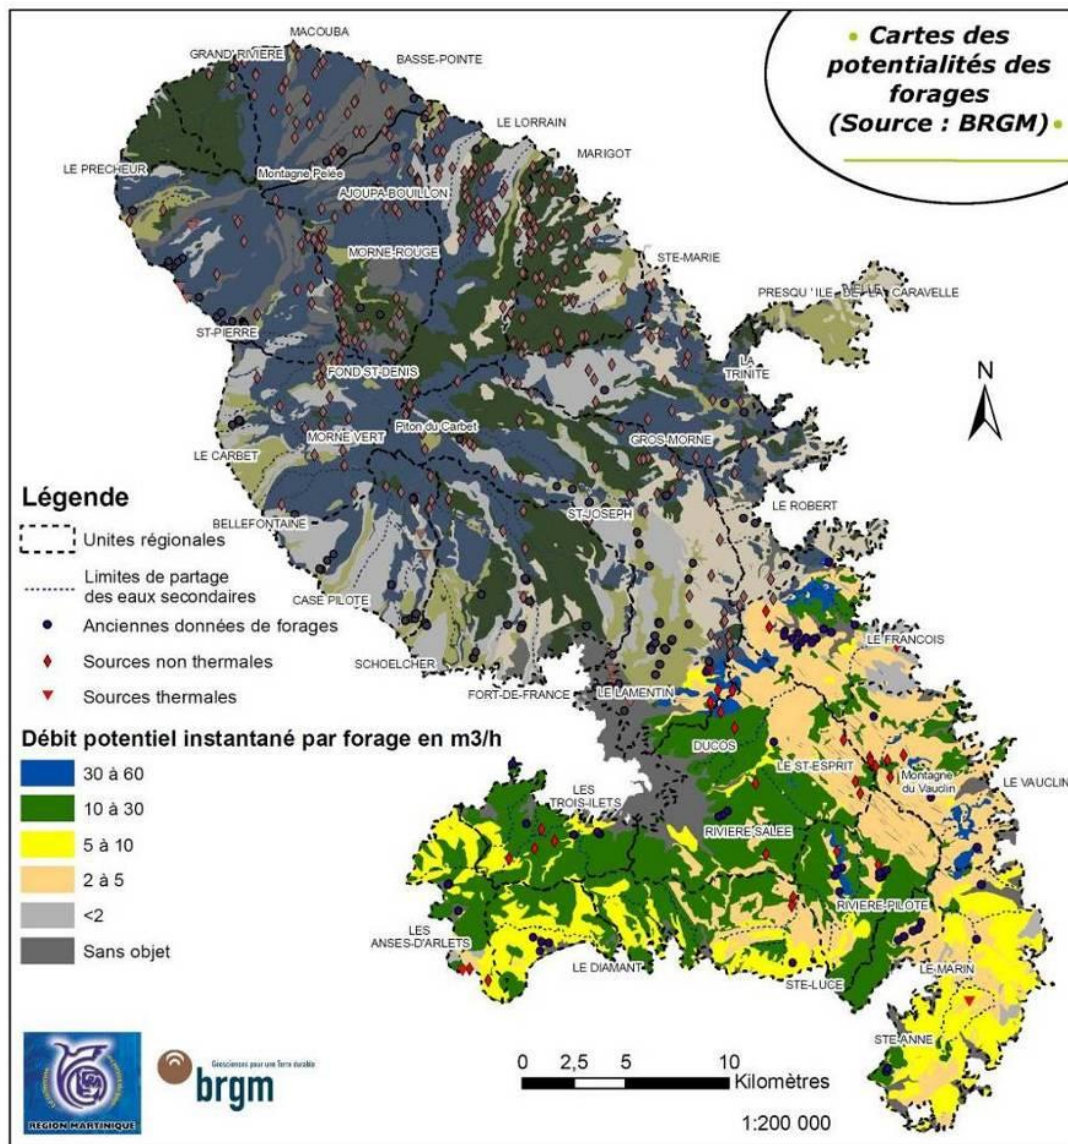 • Cartes des
potentialités des
forages
(Source : BRGM) •
MACOUBA
GRAND' RIVIERE
BASSE-POINTE
LE LORRAIN
MARIGOT
LE PRECHEUR
Montagne Pelée
AJOUPA-BOUILLON
MORNE-ROUGE
STE-MARIE
PRESQU'ILE DE LA CARAVELLE
ST-PIERRE
FOND ST-DENIS
LA
TRINITE
N
MORNE VERT
Piton du Carbet
GROS-MORNE
LE CARBET
BELLEFONTAINE
ST-JOSEPH
LE ROBERT
CASE PILOTE
SCHOELCHER
FORT-DE-FRANCE
LE LAMENTIN
LE FRANCOIS
DUCOS
LE ST-ESPRIT
Montagne
du Vauclin
LE VAUCLIN
LES
TROIS-ILETS
RIVIERE-SALEE
RIVIERE-PILOTE
LES
ANSES-D'ARLETS
LE DIAMANT
STE-LUCE
LE MARIN
STE-ANNE
Légende
Unites régionales
Limites de partage
des eaux secondaires
Anciennes données de forages
Sources non thermales
Sources thermales
Débit potentiel instantané par forage en m3/h
30 à 60
10 à 30
5 à 10
2 à 5
<2
Sans objet
REGION MARTINIQUE
Géosciences pour une Terre durable
brgm
0 2,5 5 10
Kilomètres
1:200 000